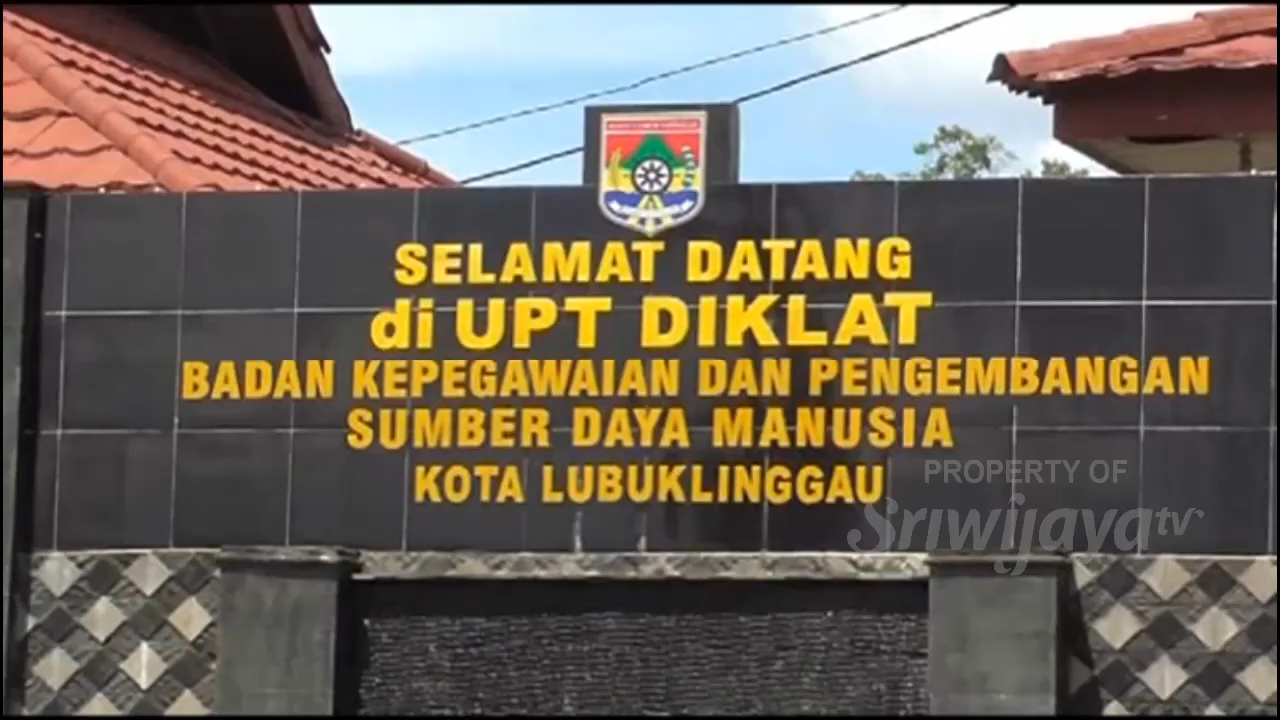 SELAMAT DATANG
di UPT DIKLAT
BADAN KEPEGAWAIAN DAN PENGEMBANGAN
SUMBER DAYA MANUSIA
KOTA LUBUKLINGGAU
PROPERTY OF
Sriwijaya tv